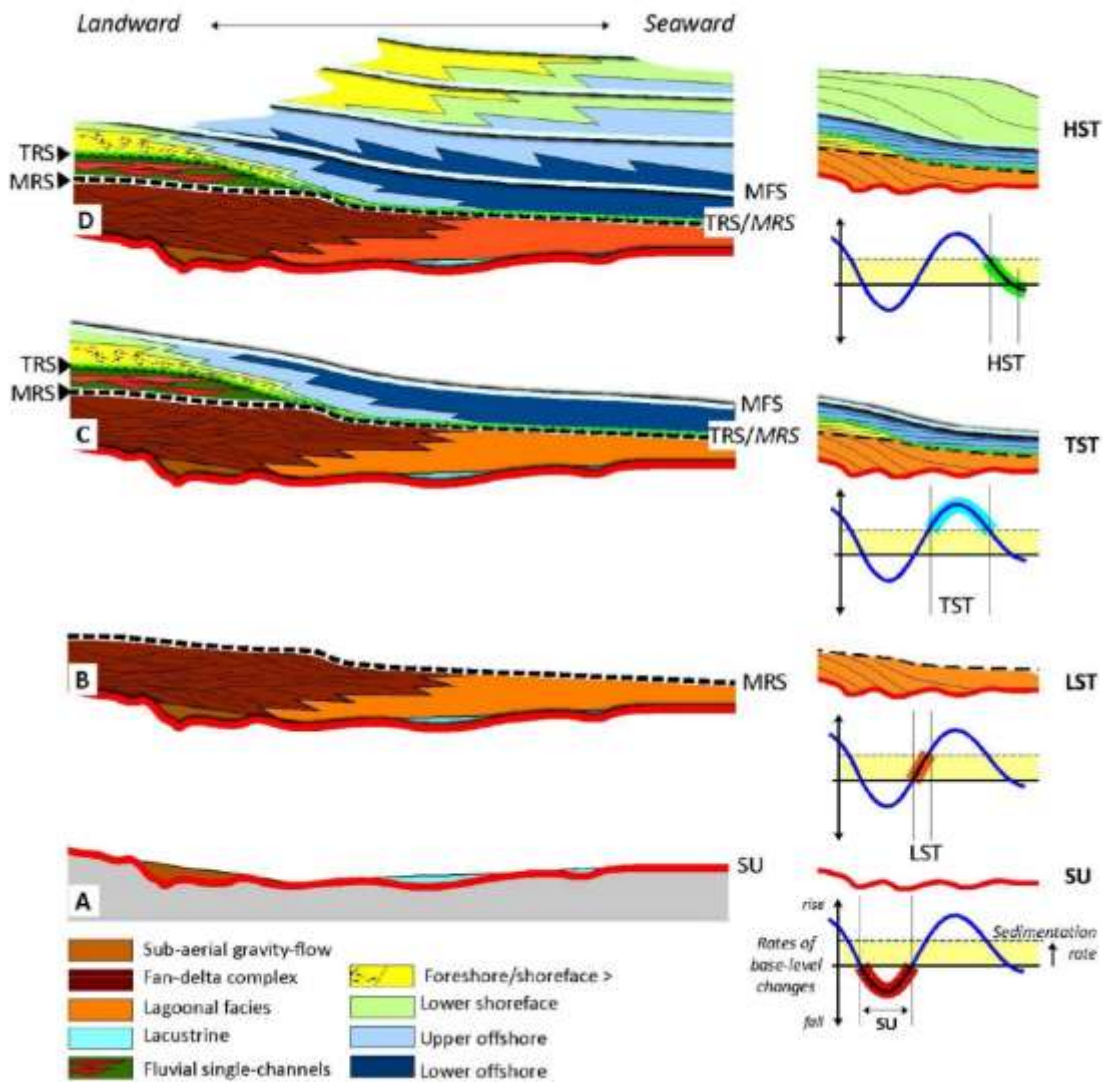 Landward Seaward
HST
TRS
MRS
D
MFS
TRS/MRS
HST
TRS
MRS
C
MFS
TRS/MRS
TST
TST
B
MRS
LST
LST
A
SU
SU
rise
Rates of
base-level
changes
fall
Sedimentation
rate
SU
Sub-aerial gravity-flow
Fan-delta complex
Lagoonal facies
Lacustrine
Fluvial single-channels
Foreshore/shoreface >
Lower shoreface
Upper offshore
Lower offshore